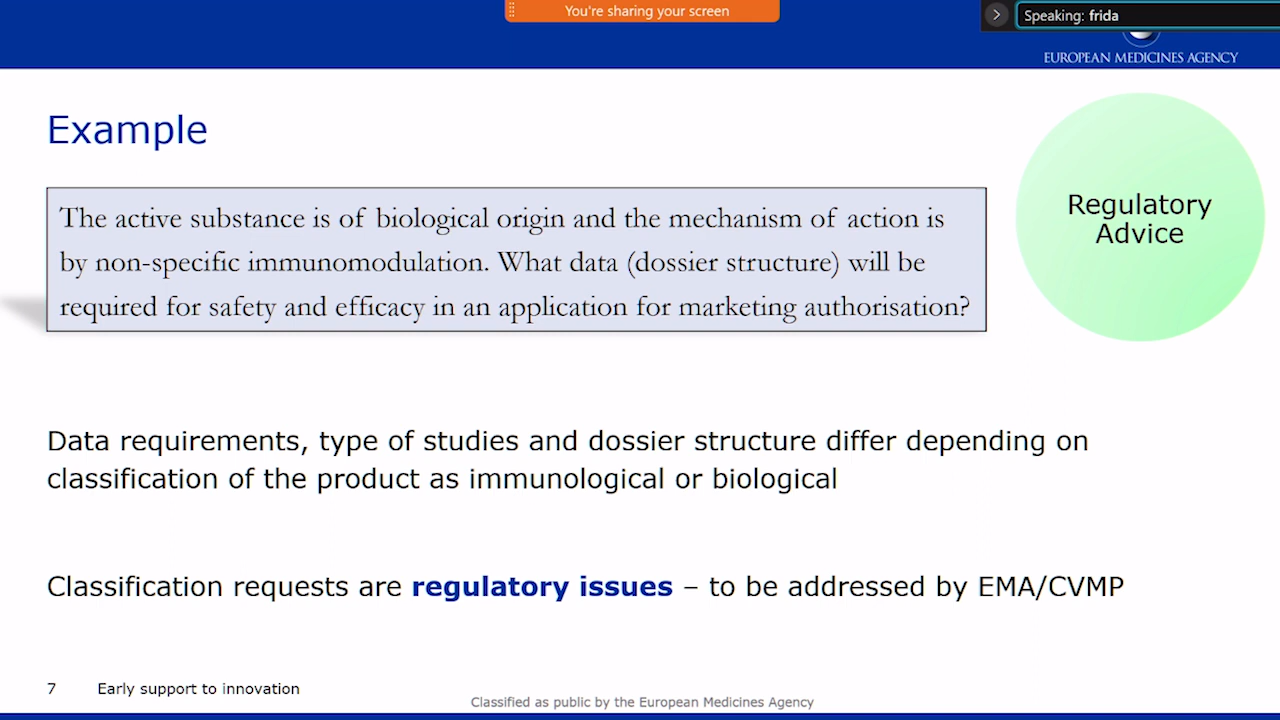 You're sharing your screen
Speaking: frida
EUROPEAN MEDICINES AGENCY
Example
The active substance is of biological origin and the mechanism of action is
by non-specific immunomodulation. What data (dossier structure) will be
required for safety and efficacy in an application for marketing authorisation?
Regulatory
Advice
Data requirements, type of studies and dossier structure differ depending on
classification of the product as immunological or biological
Classification requests are regulatory issues – to be addressed by EMA/CVMP
7 Early support to innovation
Classified as public by the European Medicines Agency